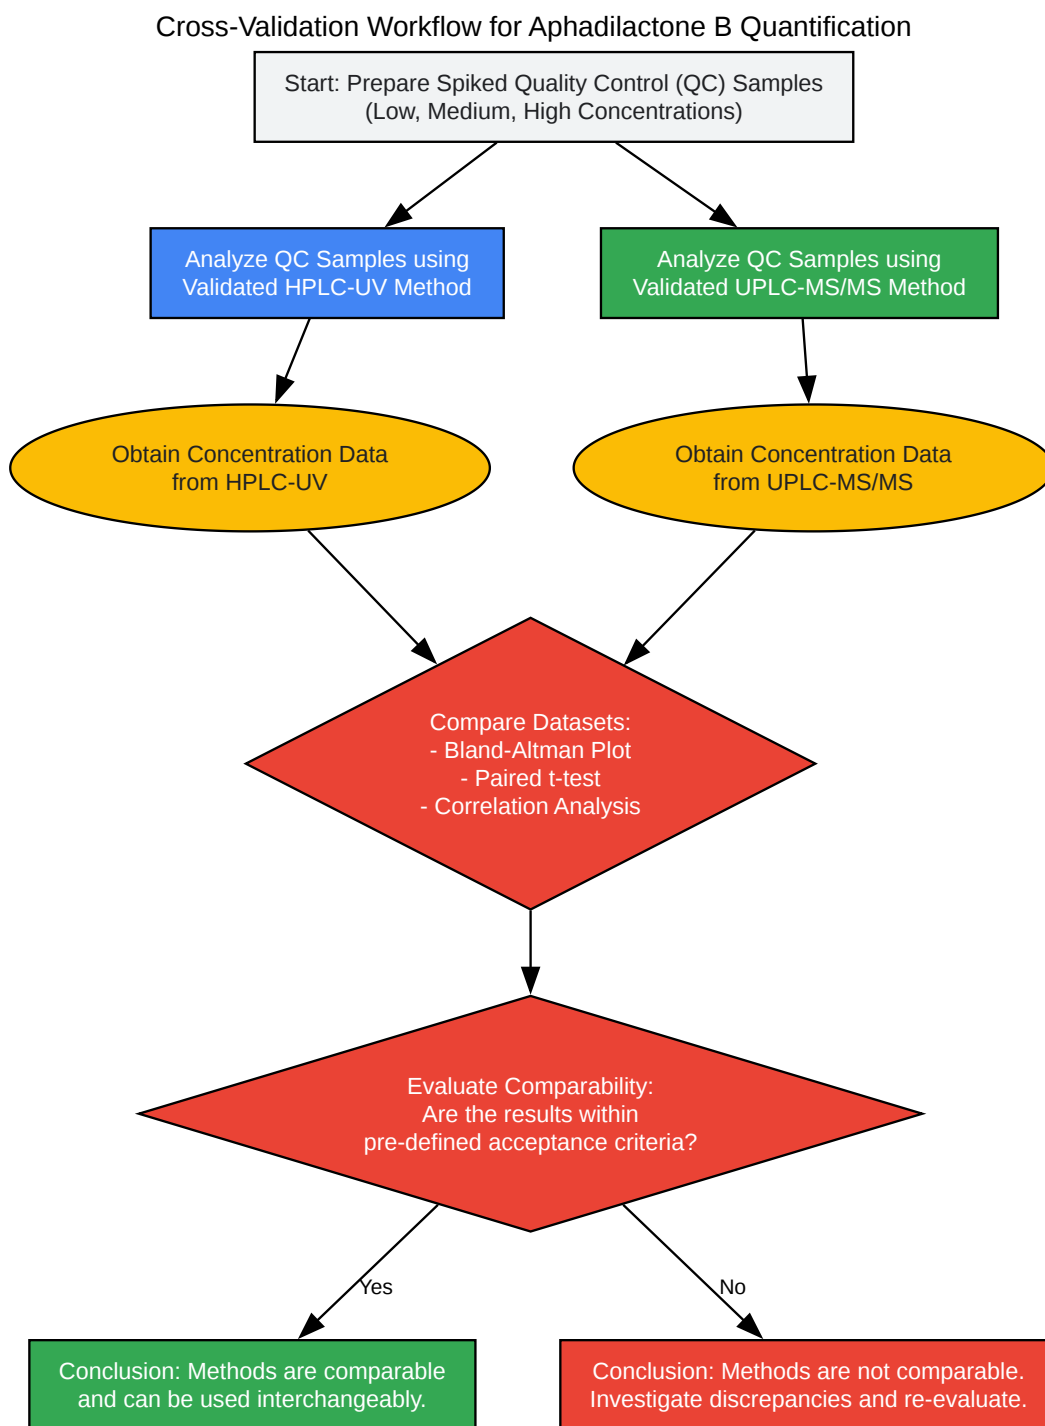 Cross-Validation Workflow for Aphadilactone B Quantification
Start: Prepare Spiked Quality Control (QC) Samples
(Low, Medium, High Concentrations)
Analyze QC Samples using
Validated HPLC-UV Method
Analyze QC Samples using
Validated UPLC-MS/MS Method
Obtain Concentration Data
from HPLC-UV
Obtain Concentration Data
from UPLC-MS/MS
Compare Datasets:
- Bland-Altman Plot
- Paired t-test
- Correlation Analysis
Evaluate Comparability:
Are the results within
pre-defined acceptance criteria?
Yes
No
Conclusion: Methods are comparable
and can be used interchangeably.
Conclusion: Methods are not comparable.
Investigate discrepancies and re-evaluate.